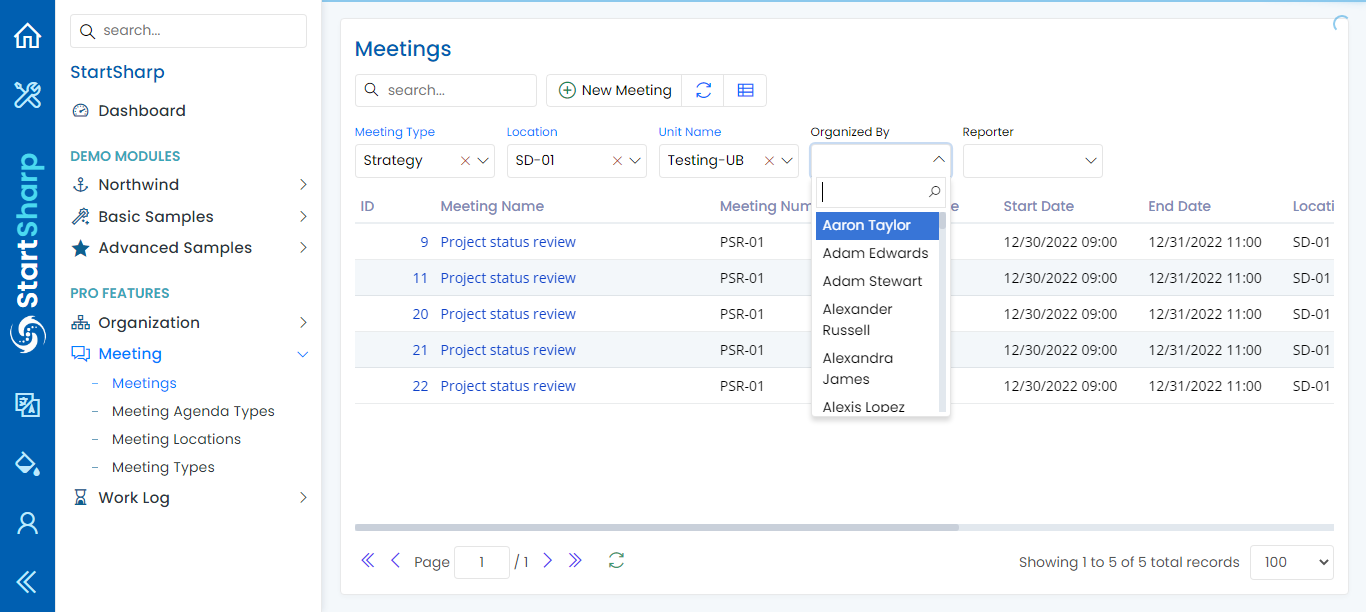 StartSharp
search...
StartSharp
Dashboard
DEMO MODULES
Northwind
Basic Samples
Advanced Samples
PRO FEATURES
Organization
Meeting
Meetings
Meeting Agenda Types
Meeting Locations
Meeting Types
Work Log
Meetings
search...
New Meeting
Meeting Type Location Unit Name Organized By Reporter
Strategy SD-01 Testing-UB
Aaron Taylor
Adam Edwards
Adam Stewart
Alexander
Russell
Alexandra
James
Alexis Lopez
ID Meeting Name Meeting Num e Start Date End Date Locati
9 Project status review PSR-01 12/30/2022 09:00 12/31/2022 11:00 SD-01
11 Project status review PSR-01 12/30/2022 09:00 12/31/2022 11:00 SD-01
20 Project status review PSR-01 12/30/2022 09:00 12/31/2022 11:00 SD-01
21 Project status review PSR-01 12/30/2022 09:00 12/31/2022 11:00 SD-01
22 Project status review PSR-01 12/30/2022 09:00 12/31/2022 11:00 SD-01
Page 1 / 1 Showing 1 to 5 of 5 total records 100